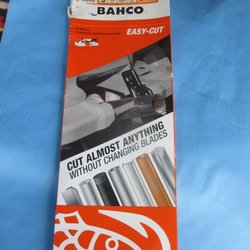 BAHCO
EASY-CUT
CUT ALMOST ANYTHING
WITHOUT CHANGING BLADES